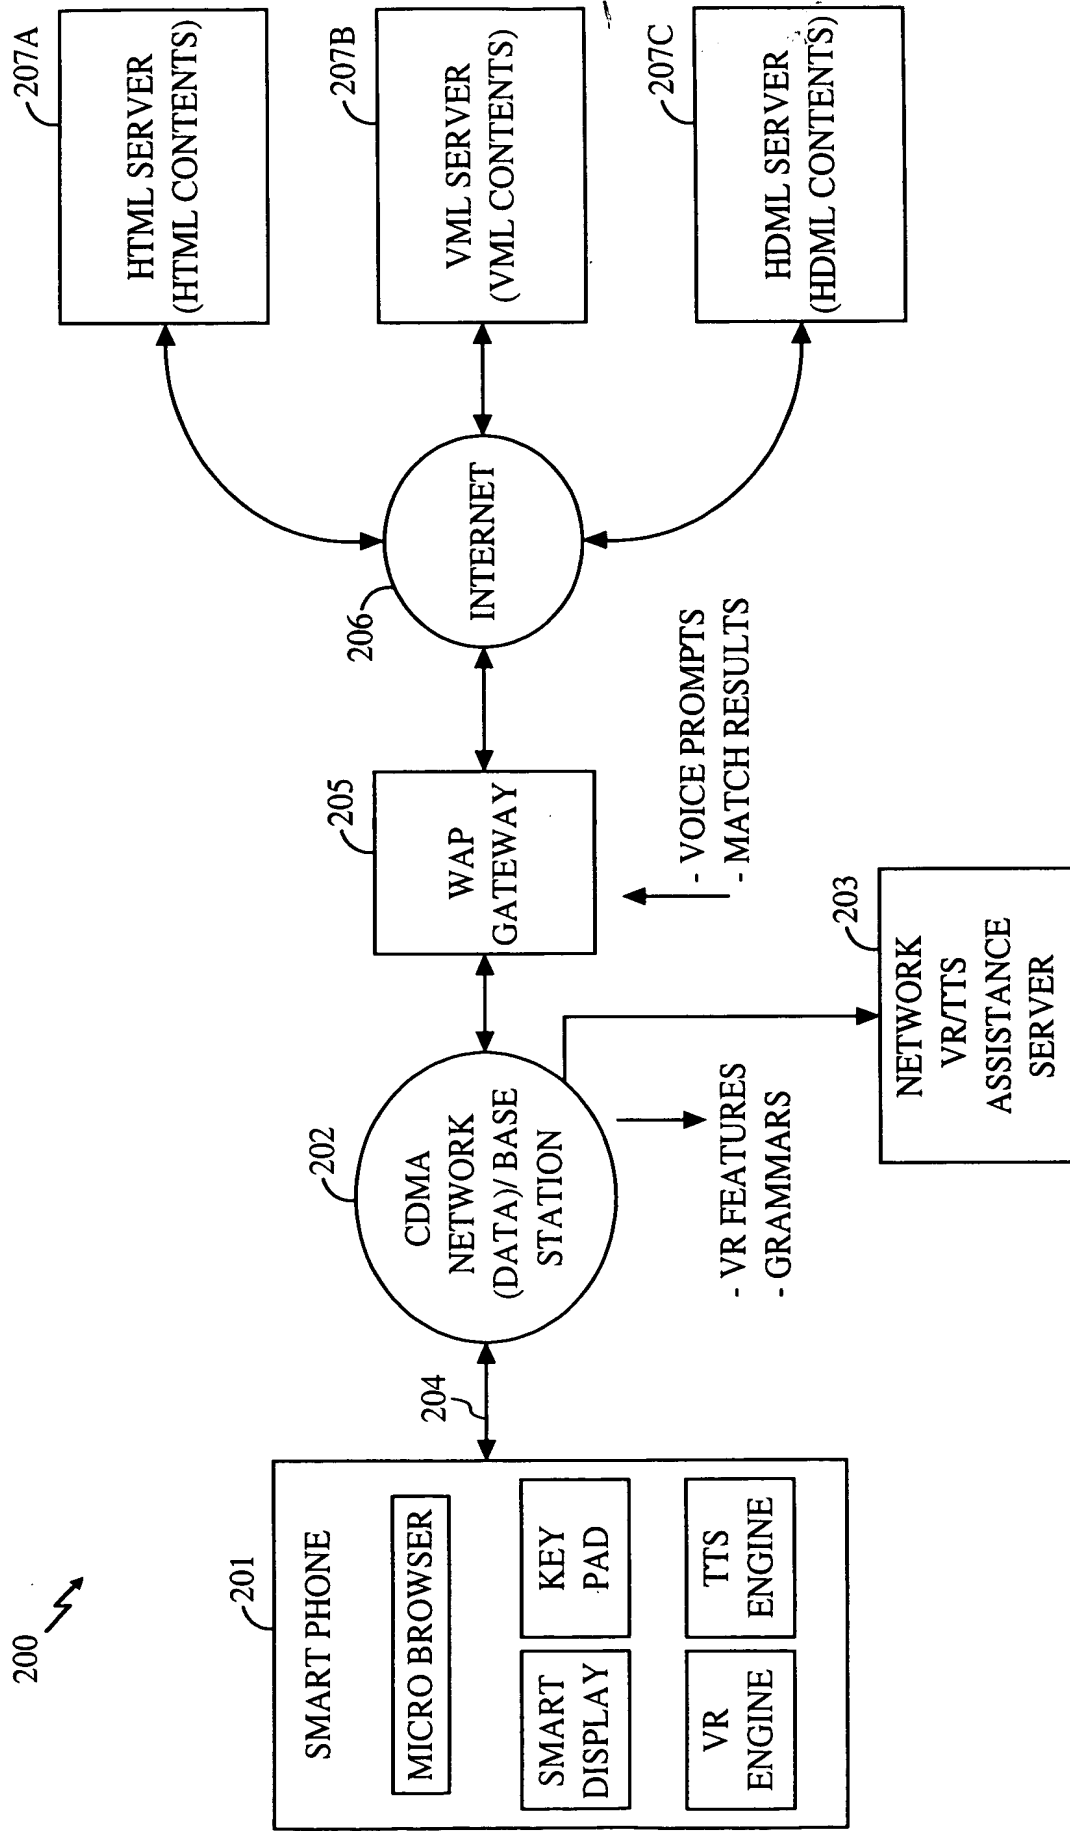 200
201
SMART PHONE
MICRO BROWSER
SMART
DISPLAY
KEY
PAD
VR
ENGINE
TTS
ENGINE
204
202
CDMA
NETWORK
(DATA)/ BASE
STATION
- VR FEATURES
- GRAMMARS
203
NETWORK
VR/TTS
ASSISTANCE
SERVER
205
WAP
GATEWAY
- VOICE PROMPTS
- MATCH RESULTS
206
INTERNET
207A
HTML SERVER
(HTML CONTENTS)
207B
VML SERVER
(VML CONTENTS)
207C
HDML SERVER
(HDML CONTENTS)